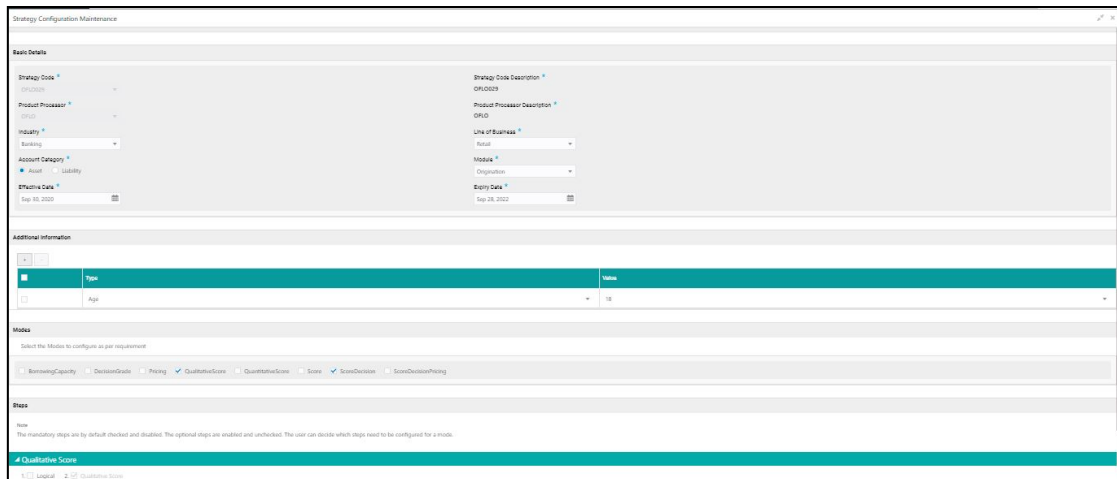 Strategy Configuration Maintenance
Basic Details
Strategy Code * Strategy Code Description *
OFLO029 OFLO029
Product Processor * Product Processor Description *
OFLO OFLO
Industry * Line of Business *
Banking Retail
Account Category * Module *
Asset Liability Origination
Effective Date * Expiry Date *
Sep 30, 2020 Sep 28, 2022
Additional Information
+ -
Type Value
Age 18
Modes
Select the Modes to configure as per requirement
BorrowingCapacity DecisionGrade Pricing QualitativeScore QuantitativeScore Score ScoreDecision ScoreDecisionPricing
Steps
Note
The mandatory steps are by default checked and disabled. The optional steps are enabled and unchecked. The user can decide which steps need to be configured for a mode.
Qualitative Score
1. Logical 2. Qualitative Score